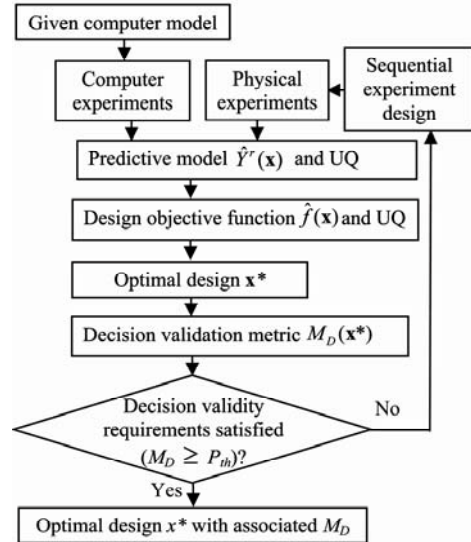 Given computer model
Computer
experiments
Physical
experiments
Sequential
experiment
design
Predictive model Ŷʳ(x) and UQ
Design objective function f̂(x) and UQ
Optimal design x*
Decision validation metric M_D(x*)
Decision validity
requirements satisfied
(M_D ≥ P_th)?
No
Yes
Optimal design x* with associated M_D